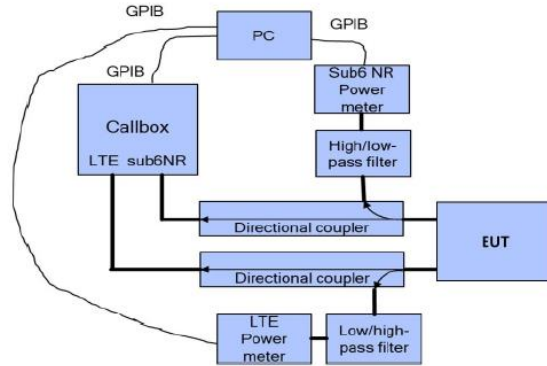 GPIB
PC
GPIB
GPIB
Sub6 NR
Power
meter
Callbox
LTE sub6NR
High/low-
pass filter
Directional coupler
EUT
Directional coupler
LTE
Power
meter
Low/high-
pass filter